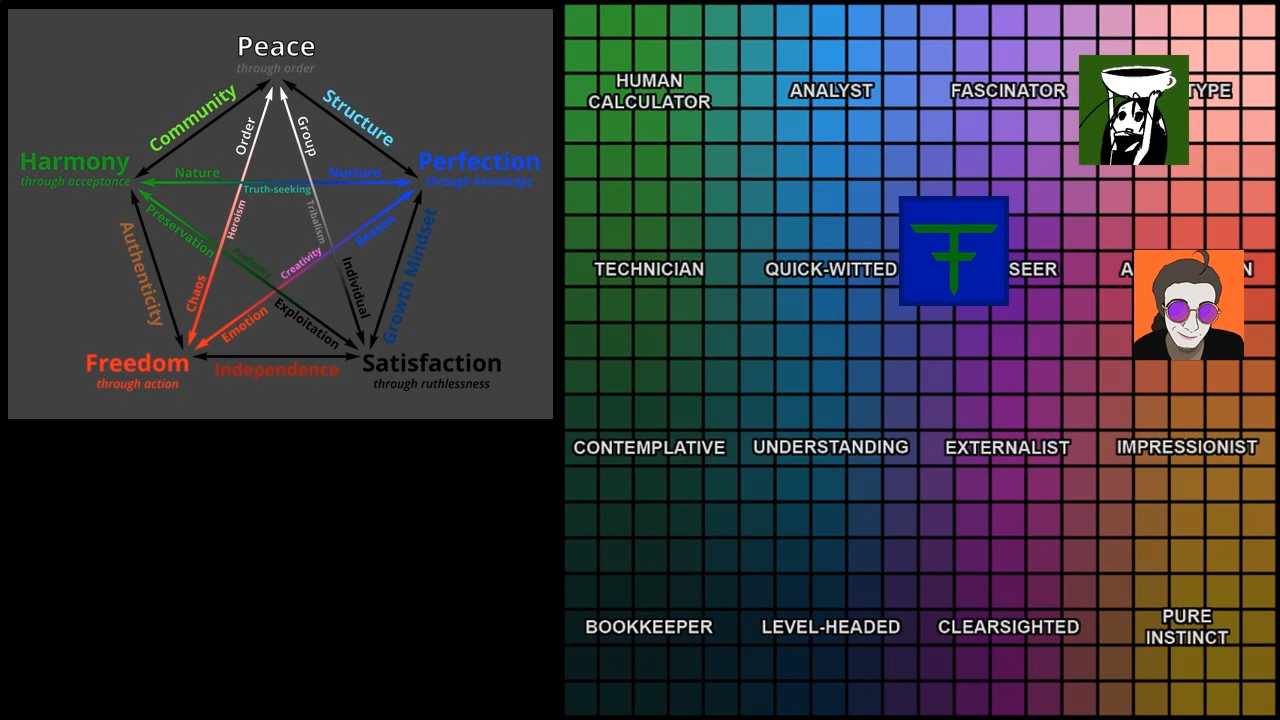 Peace
through order
Community
Structure
Order
Group
Harmony
through acceptance
Perfection
through knowledge
Nature
Truth-seeking
Nurture
Preservation
Heroism
Tribalism
Reason
Authenticity
Profanity
Creativity
Growth Mindset
Chaos
Emotion
Exploitation
Individual
Freedom
through action
Independence
Satisfaction
through ruthlessness
HUMAN
CALCULATOR
ANALYST
FASCINATOR
TYPE
TECHNICIAN
QUICK-WITTED
SEER
A
N
CONTEMPLATIVE
UNDERSTANDING
EXTERNALIST
IMPRESSIONIST
BOOKKEEPER
LEVEL-HEADED
CLEARSIGHTED
PURE
INSTINCT